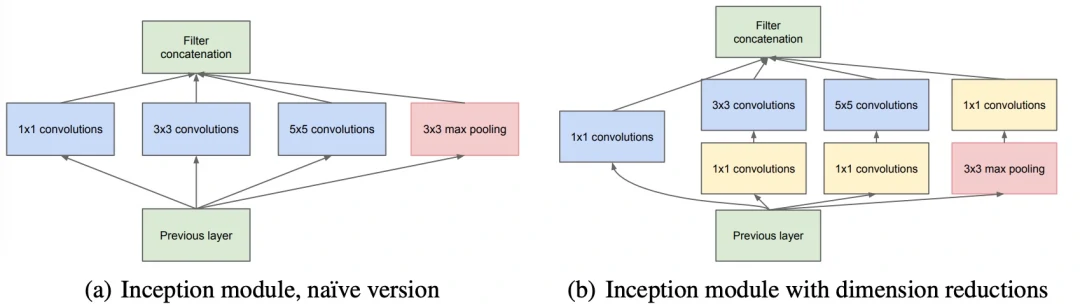 Filter
concatenation
1x1 convolutions
3x3 convolutions
5x5 convolutions
3x3 max pooling
Previous layer
(a) Inception module, naïve version
Filter
concatenation
3x3 convolutions
5x5 convolutions
1x1 convolutions
1x1 convolutions
1x1 convolutions
1x1 convolutions
3x3 max pooling
Previous layer
(b) Inception module with dimension reductions